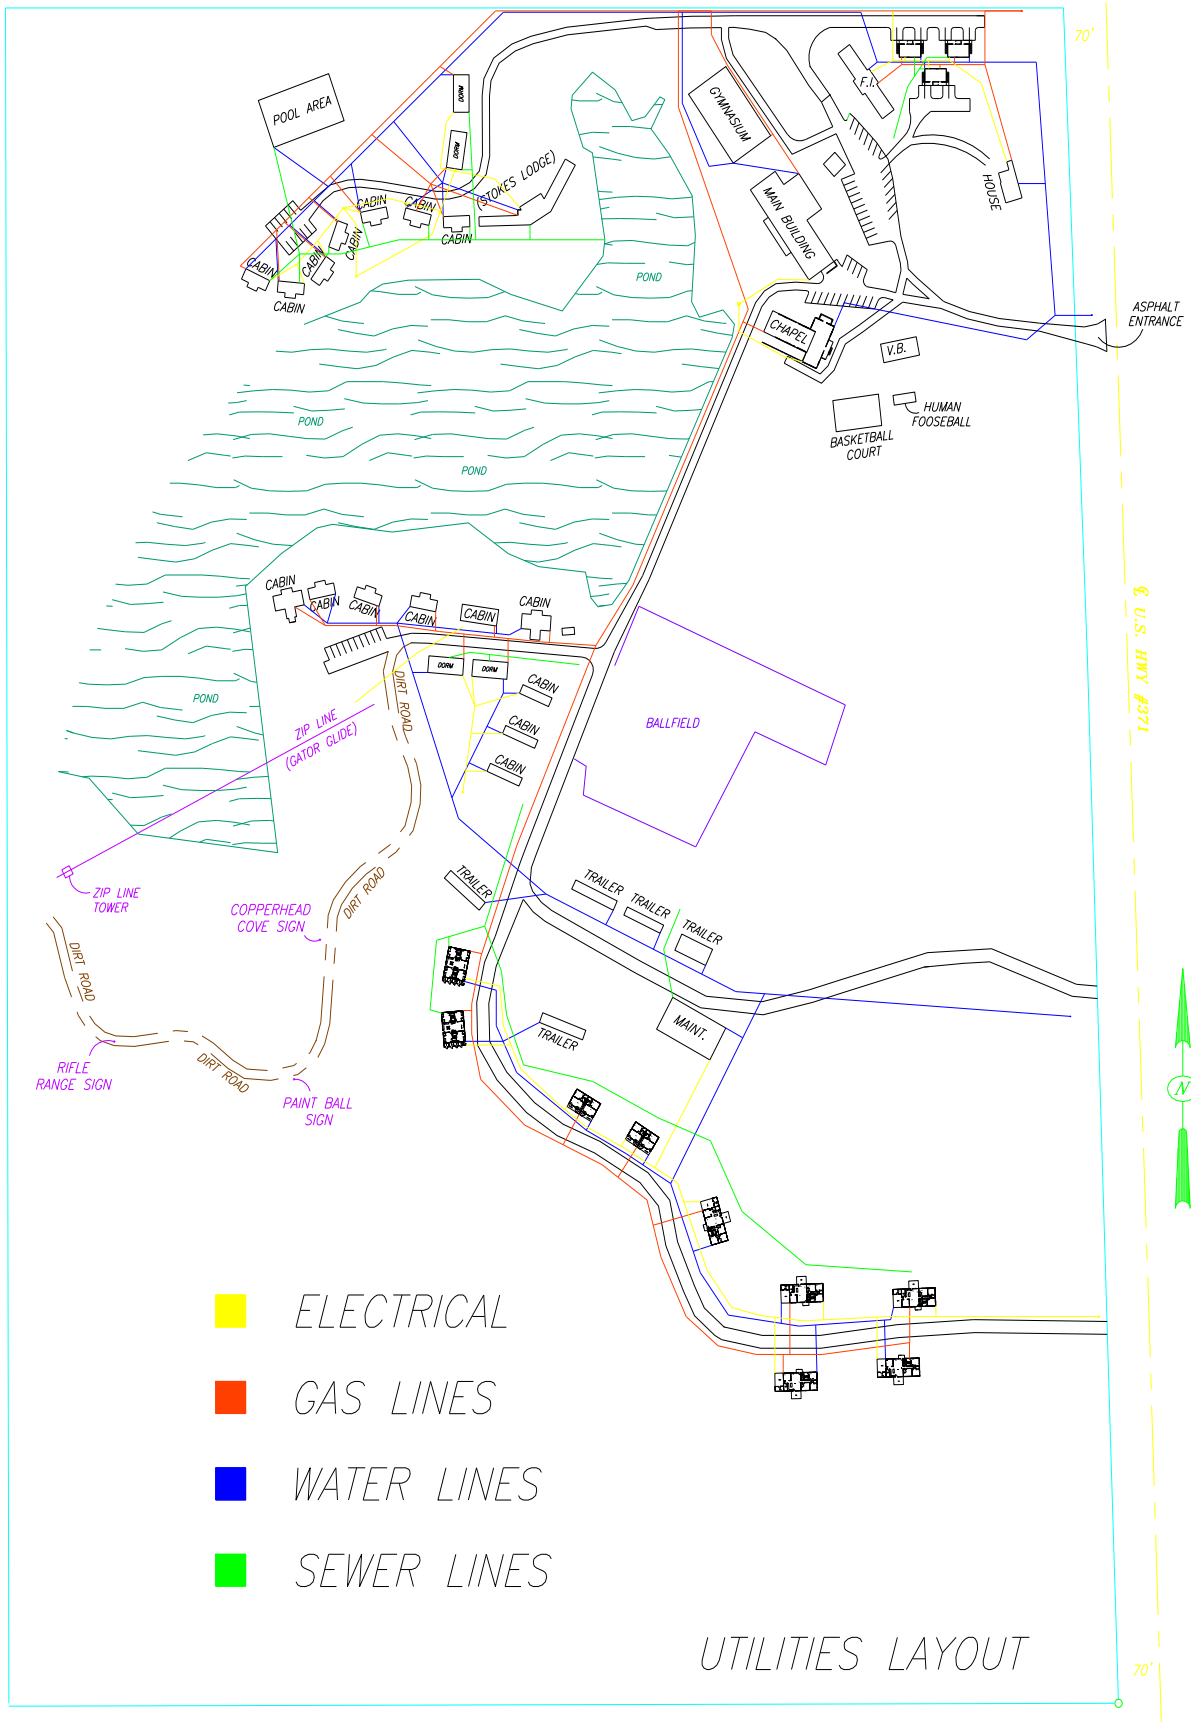 70'
F.I.
DORM
POOL AREA
GYMNASIUM
DORM
(STOKES LODGE)
HOUSE
MAIN BUILDING
CABIN
CABIN
CABIN
CABIN
CABIN
CABIN
CABIN
POND
ASPHALT
ENTRANCE
CHAPEL
V.B.
HUMAN
FOOSEBALL
BASKETBALL
COURT
POND
POND
CABIN
CABIN
CABIN
CABIN
CABIN
CABIN
℄ U.S. HWY #371
DORM
DORM
CABIN
DIRT ROAD
POND
ZIP LINE
(GATOR GLIDE)
CABIN
BALLFIELD
CABIN
TRAILER
TRAILER
TRAILER
TRAILER
ZIP LINE
TOWER
DIRT ROAD
COPPERHEAD
COVE SIGN
DIRT ROAD
MAINT.
TRAILER
RIFLE
RANGE SIGN
DIRT ROAD
PAINT BALL
SIGN
N
ELECTRICAL
GAS LINES
WATER LINES
SEWER LINES
UTILITIES LAYOUT
70'